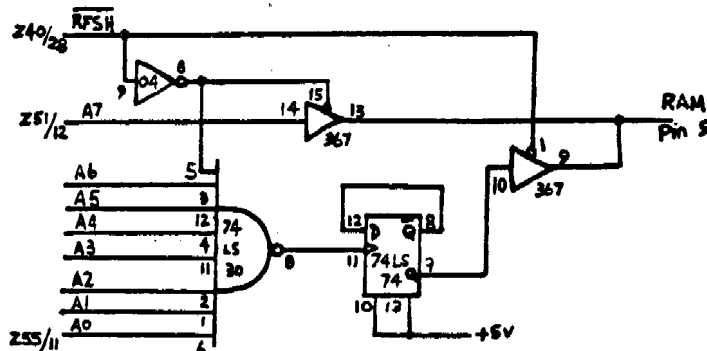 Z40/28 RFSH
04
9 8
15
Z51/12 A7 14 13
367
RAM
Pin
1
10 9
367
A6 5
A5 3
A4 12 74
A3 4 LS
11 30
A2 8
A1 2
A0 1
Z55/11 6
12 D Q 8
11 74LS
74 Q
10 13
+5V